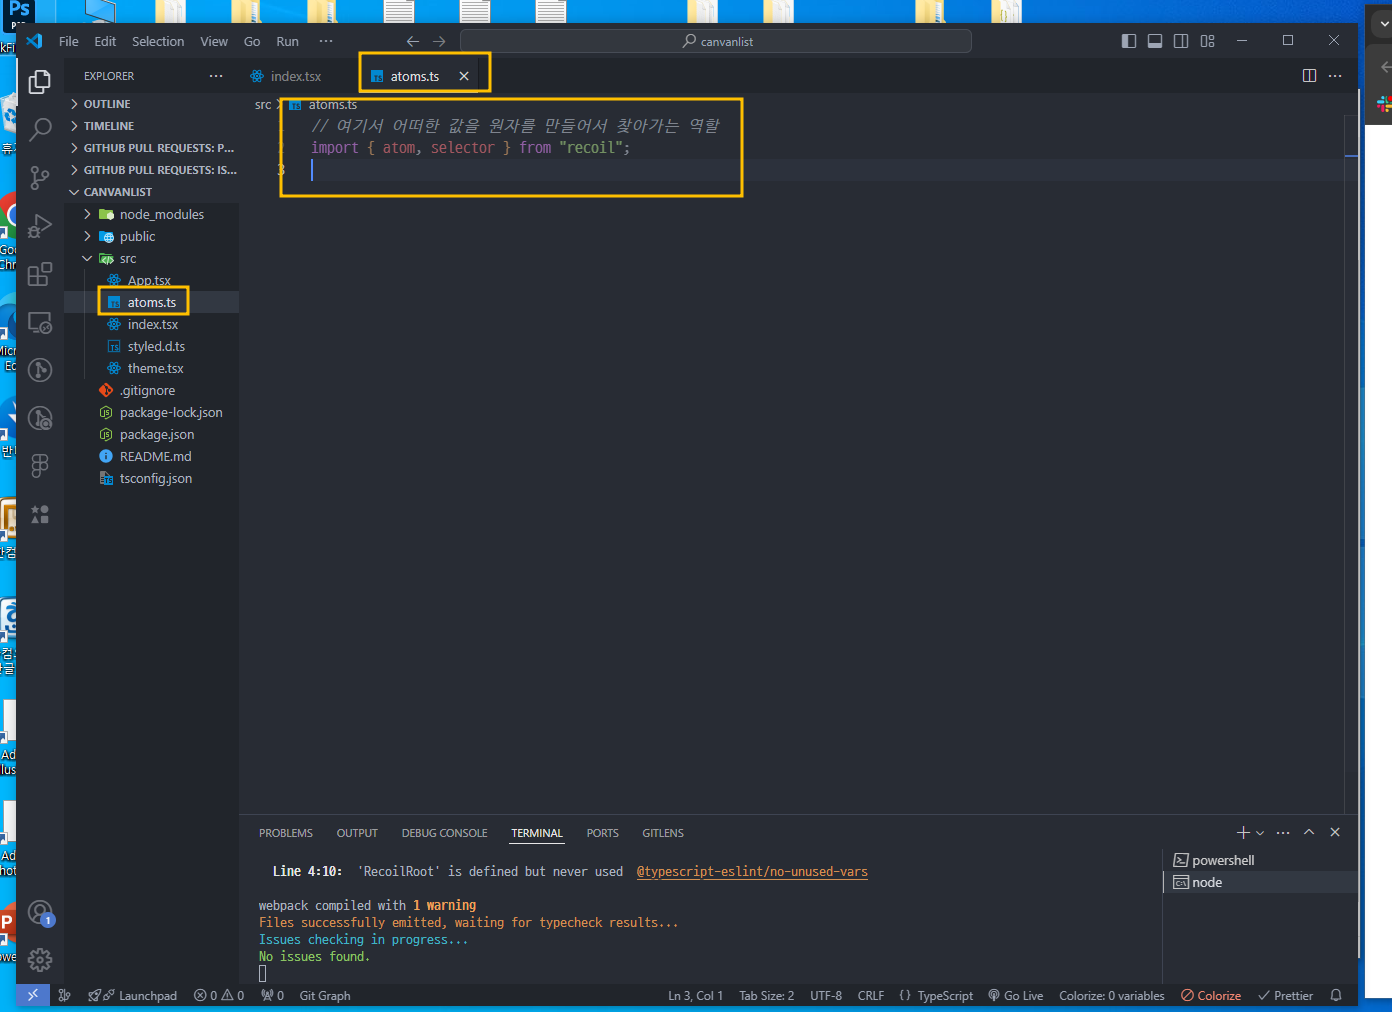 Ps
File Edit Selection View Go Run ··· canvanlist
EXPLORER ···
index.tsx
atoms.ts
OUTLINE
TIMELINE
GITHUB PULL REQUESTS: P...
GITHUB PULL REQUESTS: IS...
CANVANLIST
node_modules
public
src
App.tsx
atoms.ts
index.tsx
styled.d.ts
theme.tsx
.gitignore
package-lock.json
package.json
README.md
tsconfig.json
src > atoms.ts
// 여기서 어떠한 값을 원자를 만들어서 찾아가는 역할
import { atom, selector } from "recoil";
3
PROBLEMS OUTPUT DEBUG CONSOLE TERMINAL PORTS GITLENS
Line 4:10: 'RecoilRoot' is defined but never used @typescript-eslint/no-unused-vars
webpack compiled with 1 warning
Files successfully emitted, waiting for typecheck results...
Issues checking in progress...
No issues found.
powershell
node
1
Launchpad 0 0 0 Git Graph Ln 3, Col 1 Tab Size: 2 UTF-8 CRLF {} TypeScript Go Live Colorize: 0 variables Colorize Prettier